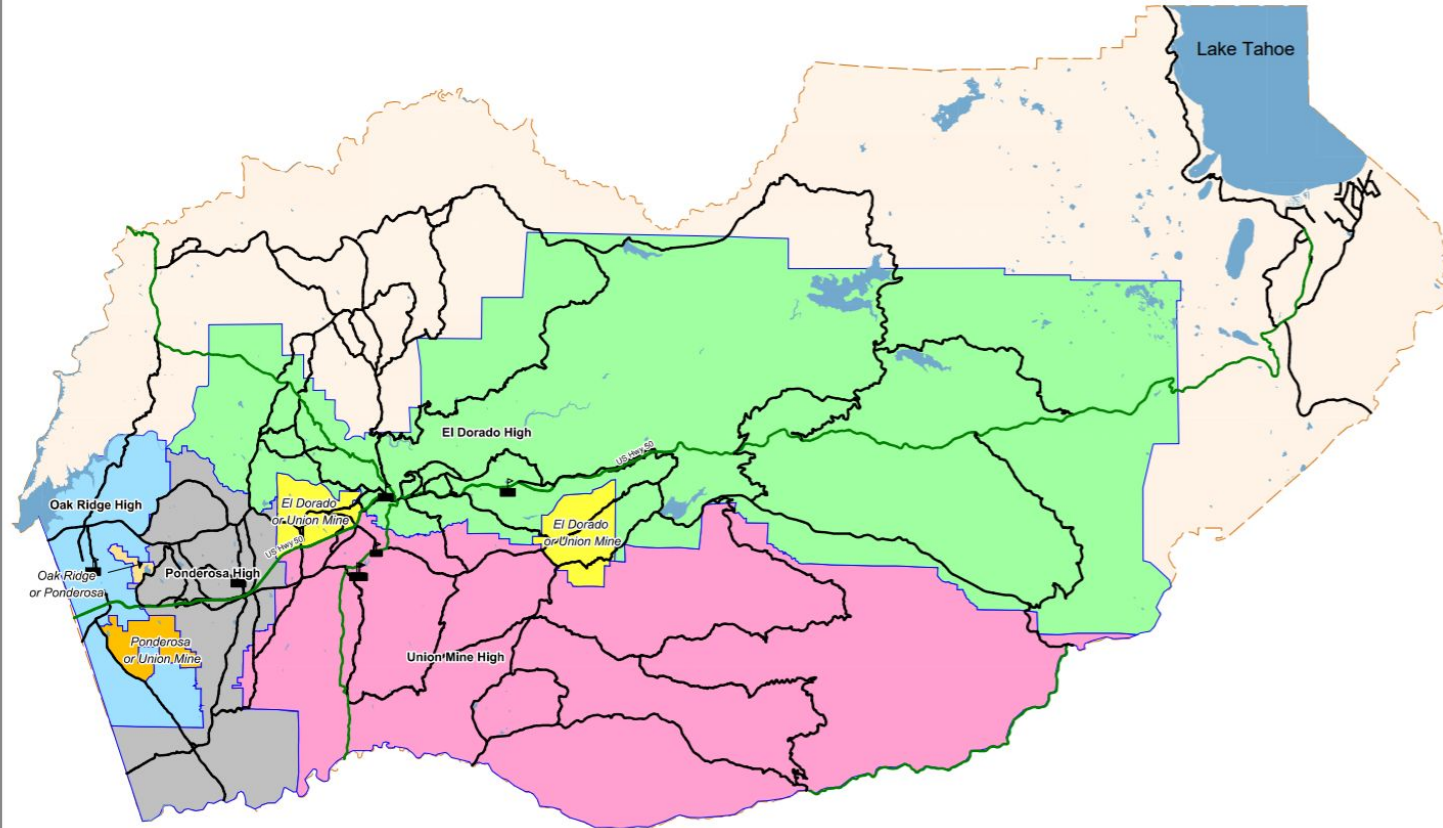 Lake Tahoe
El Dorado High
US Hwy 50
El Dorado
or Union Mine
El Dorado
or Union Mine
Oak Ridge High
US Hwy 50
Ponderosa High
Oak Ridge
or Ponderosa
Ponderosa
or Union Mine
Union Mine High